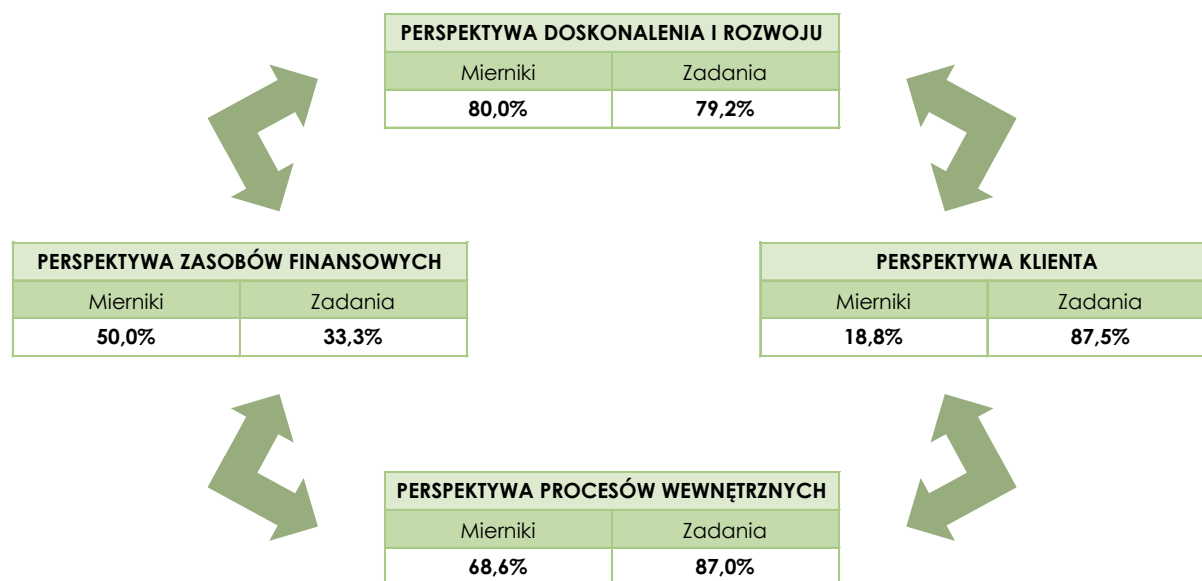 PERSPEKTYWA DOSKONALENIA I ROZWOJU
Mierniki Zadania
80,0% 79,2%
PERSPEKTYWA ZASOBÓW FINANSOWYCH
Mierniki Zadania
50,0% 33,3%
PERSPEKTYWA KLIENTA
Mierniki Zadania
18,8% 87,5%
PERSPEKTYWA PROCESÓW WEWNĘTRZNYCH
Mierniki Zadania
68,6% 87,0%